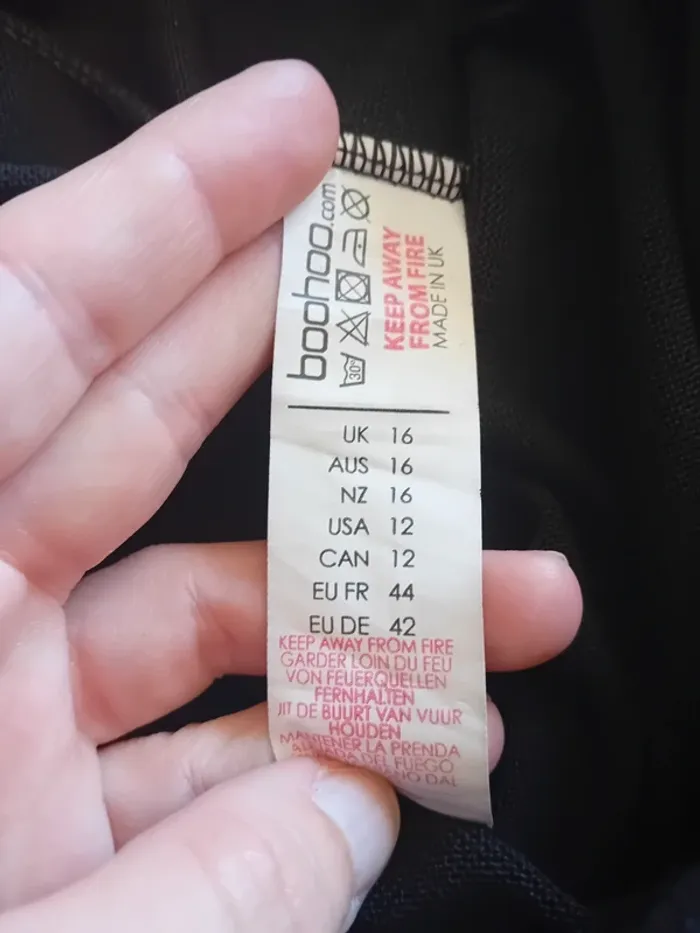 boohoo.com
30°
KEEP AWAY
FROM FIRE
MADE IN UK
UK 16
AUS 16
NZ 16
USA 12
CAN 12
EU FR 44
EU DE 42
KEEP AWAY FROM FIRE
GARDER LOIN DU FEU
VON FEUERQUELLEN
FERNHALTEN
UIT DE BUURT VAN VUUR
HOUDEN
MANTENER LA PRENDA
DEL FUEGO
DAL